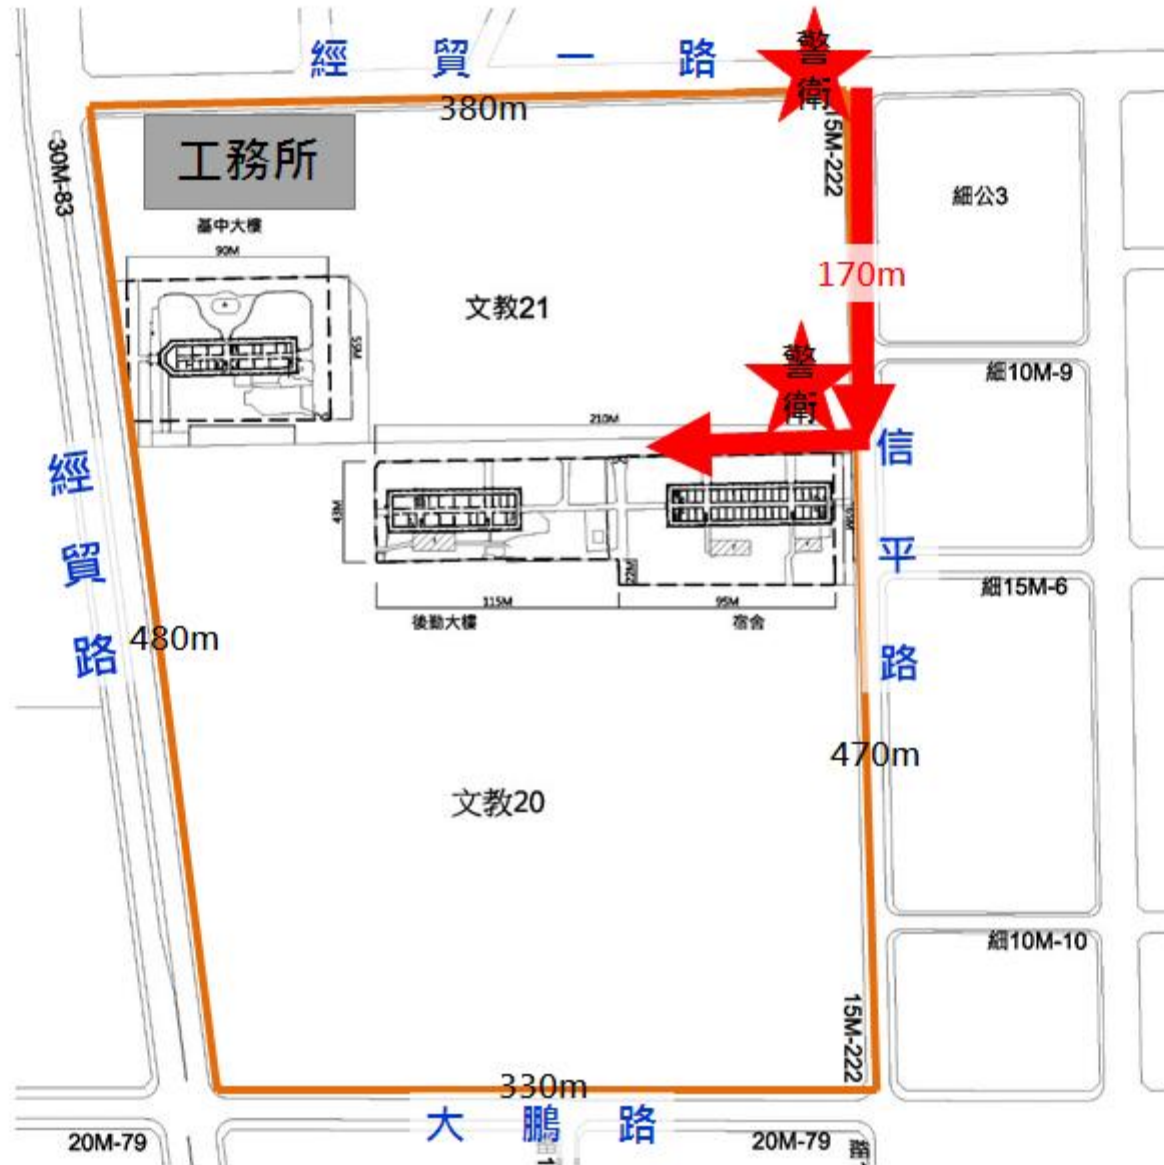 經貿一路
警衛
380m
15M-222
30M-83
工務所
細公3
基中大樓
90M
170m
文教21
55M
警衛
細10M-9
210M
信平路
經貿路
43M
22M
細15M-6
115M
95M
後勤大樓
宿舍
480m
470m
文教20
細10M-10
15M-222
330m
大鵬路
20M-79
20M-79